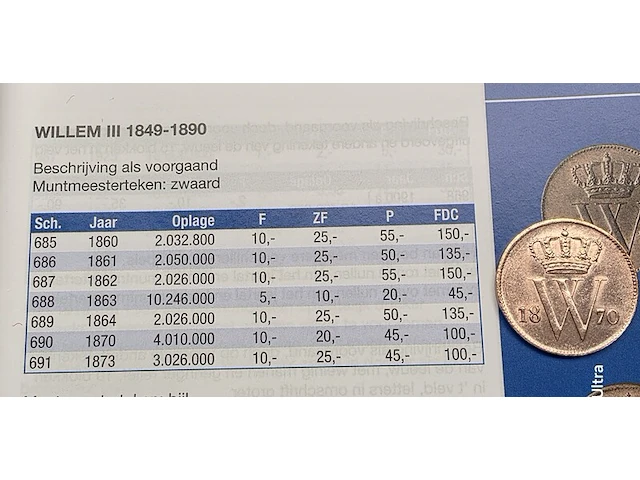 WILLEM III 1849-1890
Beschrijving als voorgaand
Muntmeesterteken: zwaard
Sch. Jaar Oplage F ZF P FDC
685 1860 2.032.800 10,- 25,- 55,- 150,-
686 1861 2.050.000 10,- 25,- 50,- 135,-
687 1862 2.026.000 10,- 25,- 55,- 150,-
688 1863 10.246.000 5,- 10,- 20,- 45,-
689 1864 2.026.000 10,- 25,- 50,- 135,-
690 1870 4.010.000 10,- 20,- 45,- 100,-
691 1873 3.026.000 10,- 25,- 45,- 100,-
18 W 70
W
Ultra